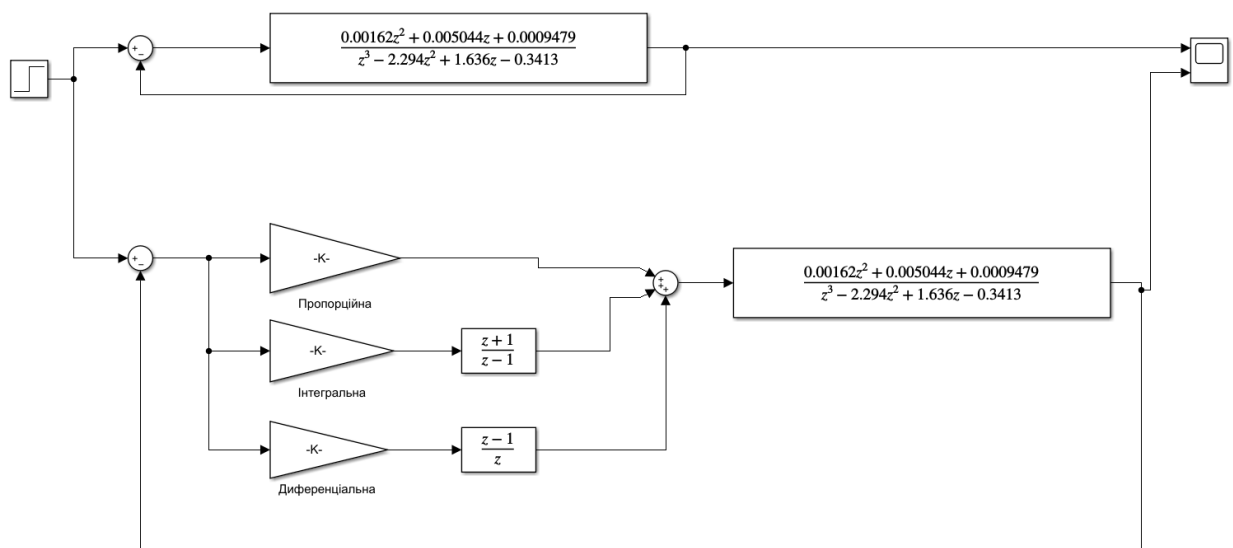 0.00162z² + 0.005044z + 0.0009479
z³ − 2.294z² + 1.636z − 0.3413
-K-
Пропорційна
0.00162z² + 0.005044z + 0.0009479
z³ − 2.294z² + 1.636z − 0.3413
-K-
Інтегральна
z + 1
z − 1
-K-
Диференціальна
z − 1
z